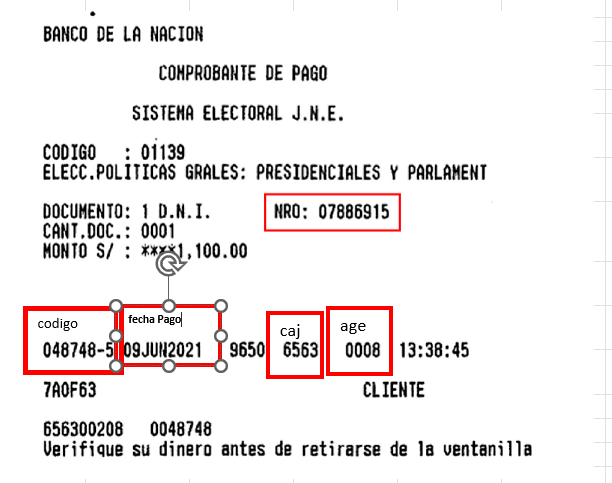 BANCO DE LA NACION
COMPROBANTE DE PAGO
SISTEMA ELECTORAL J.N.E.
CODIGO : 01139
ELECC.POLITICAS GRALES: PRESIDENCIALES Y PARLAMENT
DOCUMENTO: 1 D.N.I. NRO: 07886915
CANT.DOC.: 0001
MONTO S/ : ****1,100.00
codigo fecha Pago caj age
048748-5 09JUN2021 9650 6563 0008 13:38:45
7A0F63 CLIENTE
656300208 0048748
Verifique su dinero antes de retirarse de la ventanilla